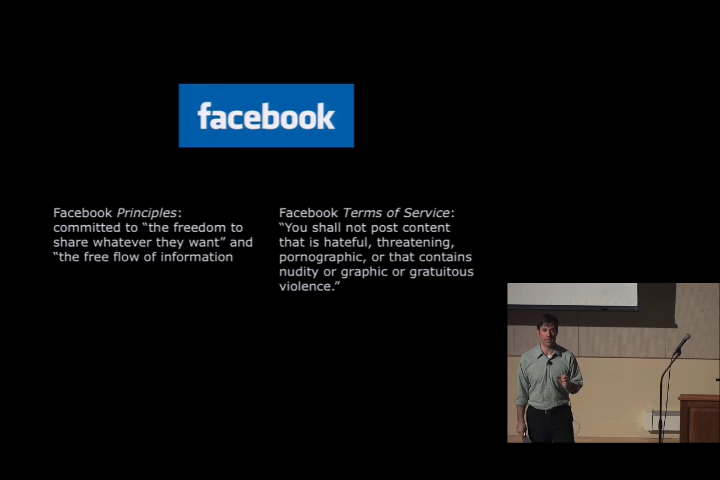 facebook
Facebook Principles:
committed to “the freedom to
share whatever they want” and
“the free flow of information
Facebook Terms of Service:
“You shall not post content
that is hateful, threatening,
pornographic, or that contains
nudity or graphic or gratuitous
violence.”